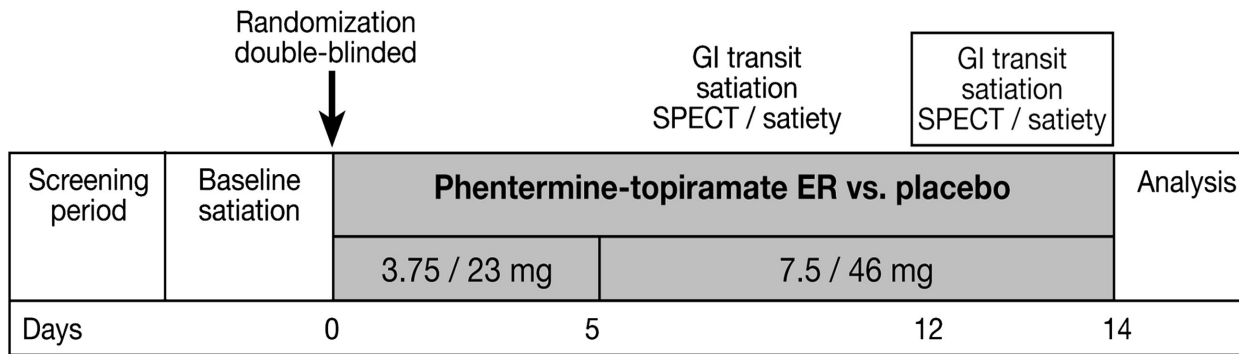 Randomization
double-blinded
GI transit
satiation
SPECT / satiety
GI transit
satiation
SPECT / satiety
Screening
period
Baseline
satiation
Phentermine-topiramate ER vs. placebo
Analysis
3.75 / 23 mg
7.5 / 46 mg
Days 0 5 12 14